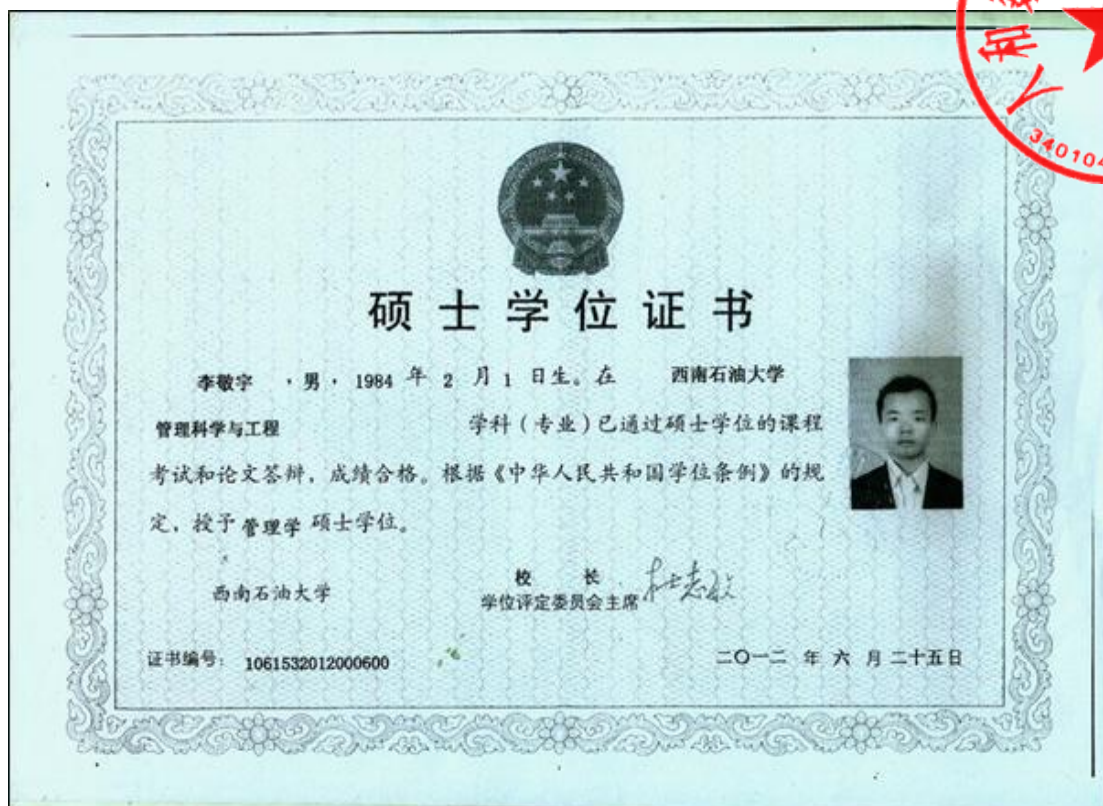 硕士学位证书
李敬宇，男，1984 年 2 月 1 日生。在 西南石油大学
管理科学与工程 学科（专业）已通过硕士学位的课程
考试和论文答辩，成绩合格。根据《中华人民共和国学位条例》的规
定，授予 管理学 硕士学位。
西南石油大学
校 长
学位评定委员会主席 杜志敏
证书编号： 1061532012000600
二〇一二 年 六 月 二十五日
人
340104